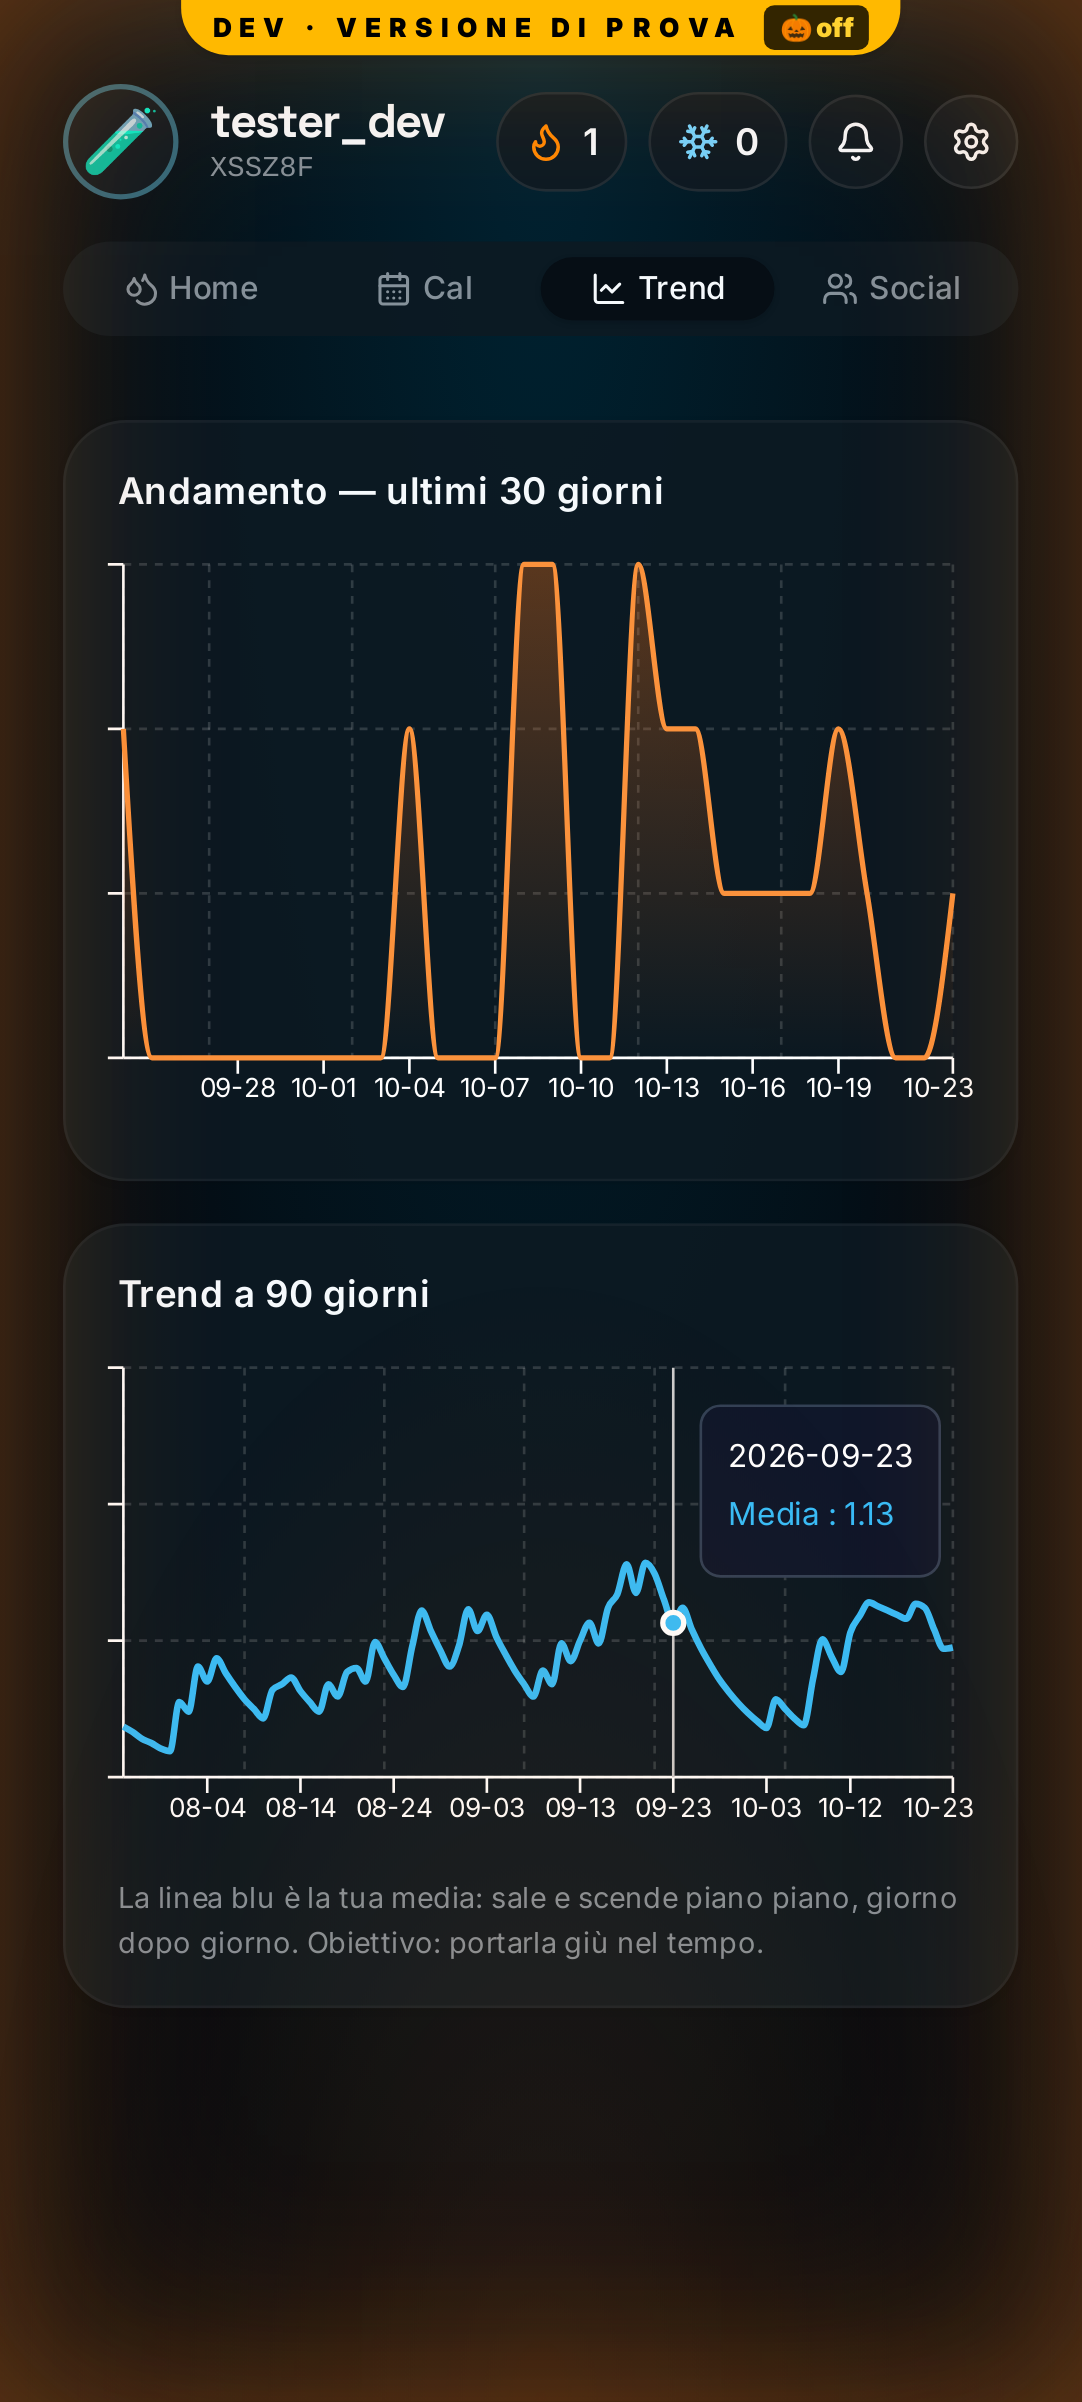 DEV · VERSIONE DI PROVA 🎃 off
tester_dev
XSSZ8F
1
0
Home Cal Trend Social
Andamento — ultimi 30 giorni
09-28 10-01 10-04 10-07 10-10 10-13 10-16 10-19 10-23
Trend a 90 giorni
2026-09-23
Media : 1.13
08-04 08-14 08-24 09-03 09-13 09-23 10-03 10-12 10-23
La linea blu è la tua media: sale e scende piano piano, giorno
dopo giorno. Obiettivo: portarla giù nel tempo.